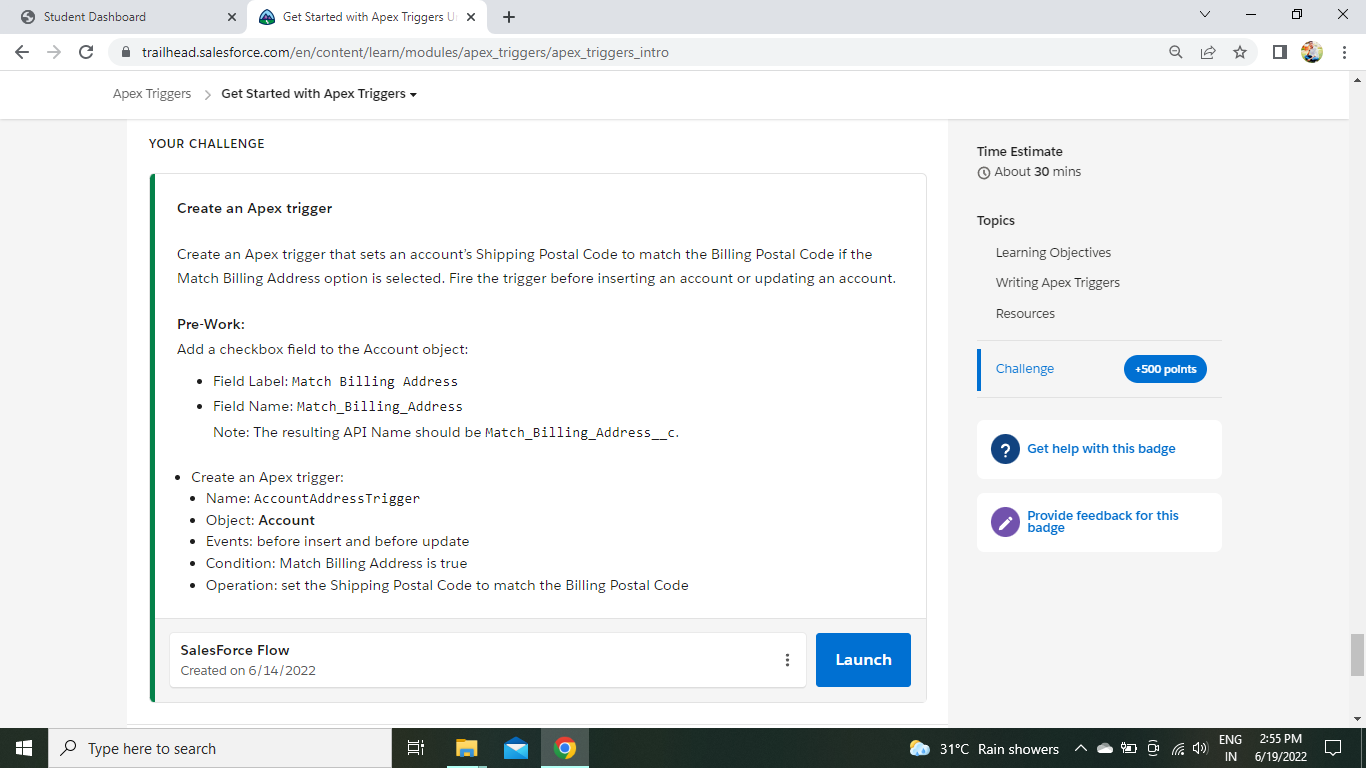 Student Dashboard
Get Started with Apex Triggers
trailhead.salesforce.com/en/content/learn/modules/apex_triggers/apex_triggers_intro
Apex Triggers > Get Started with Apex Triggers
YOUR CHALLENGE
Create an Apex trigger
Create an Apex trigger that sets an account’s Shipping Postal Code to match the Billing Postal Code if the
Match Billing Address option is selected. Fire the trigger before inserting an account or updating an account.
Pre-Work:
Add a checkbox field to the Account object:
• Field Label: Match Billing Address
• Field Name: Match_Billing_Address
Note: The resulting API Name should be Match_Billing_Address__c.
• Create an Apex trigger:
• Name: AccountAddressTrigger
• Object: Account
• Events: before insert and before update
• Condition: Match Billing Address is true
• Operation: set the Shipping Postal Code to match the Billing Postal Code
SalesForce Flow
Created on 6/14/2022
Launch
Time Estimate
About 30 mins
Topics
Learning Objectives
Writing Apex Triggers
Resources
Challenge
+500 points
? Get help with this badge
Provide feedback for this
badge
Type here to search
31°C Rain showers
ENG
IN
2:55 PM
6/19/2022